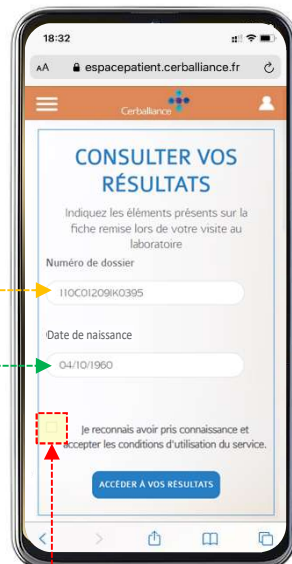 18:32
AA espacepatient.cerballiance.fr
Cerballiance
CONSULTER VOS
RÉSULTATS
Indiquez les éléments présents sur la
fiche remise lors de votre visite au
laboratoire
Numéro de dossier
110C01209IK0395
Date de naissance
04/10/1960
Je reconnais avoir pris connaissance et
accepter les conditions d'utilisation du service.
ACCÉDER À VOS RÉSULTATS